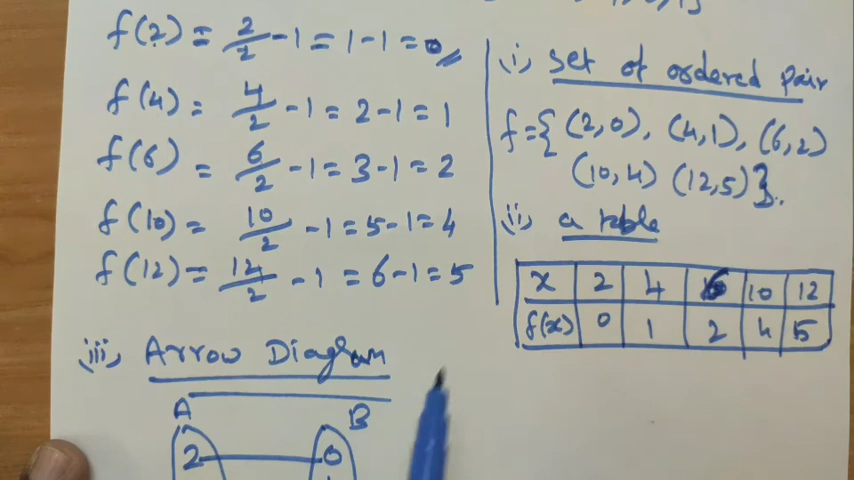 f(2) = 2/2 - 1 = 1 - 1 = 0
f(4) = 4/2 - 1 = 2 - 1 = 1
f(6) = 6/2 - 1 = 3 - 1 = 2
f(10) = 10/2 - 1 = 5 - 1 = 4
f(12) = 12/2 - 1 = 6 - 1 = 5
(i) set of ordered pair
f = { (2,0), (4,1), (6,2)
(10,4) (12,5) }.
(ii) a table
x 2 4 6 10 12
f(x) 0 1 2 4 5
(iii) Arrow Diagram
A B
2 0